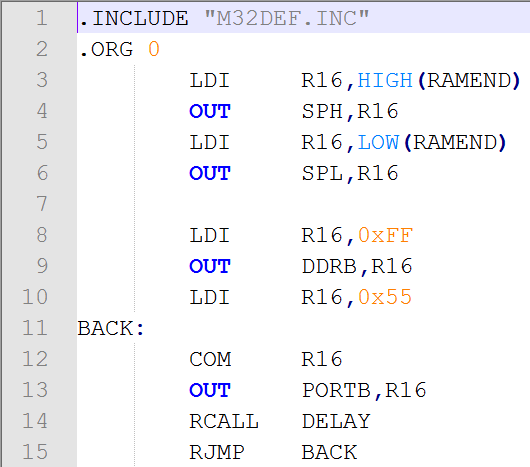 1 .INCLUDE "M32DEF.INC"
2 .ORG 0
3 LDI R16,HIGH(RAMEND)
4 OUT SPH,R16
5 LDI R16,LOW(RAMEND)
6 OUT SPL,R16
7
8 LDI R16,0xFF
9 OUT DDRB,R16
10 LDI R16,0x55
11 BACK:
12 COM R16
13 OUT PORTB,R16
14 RCALL DELAY
15 RJMP BACK